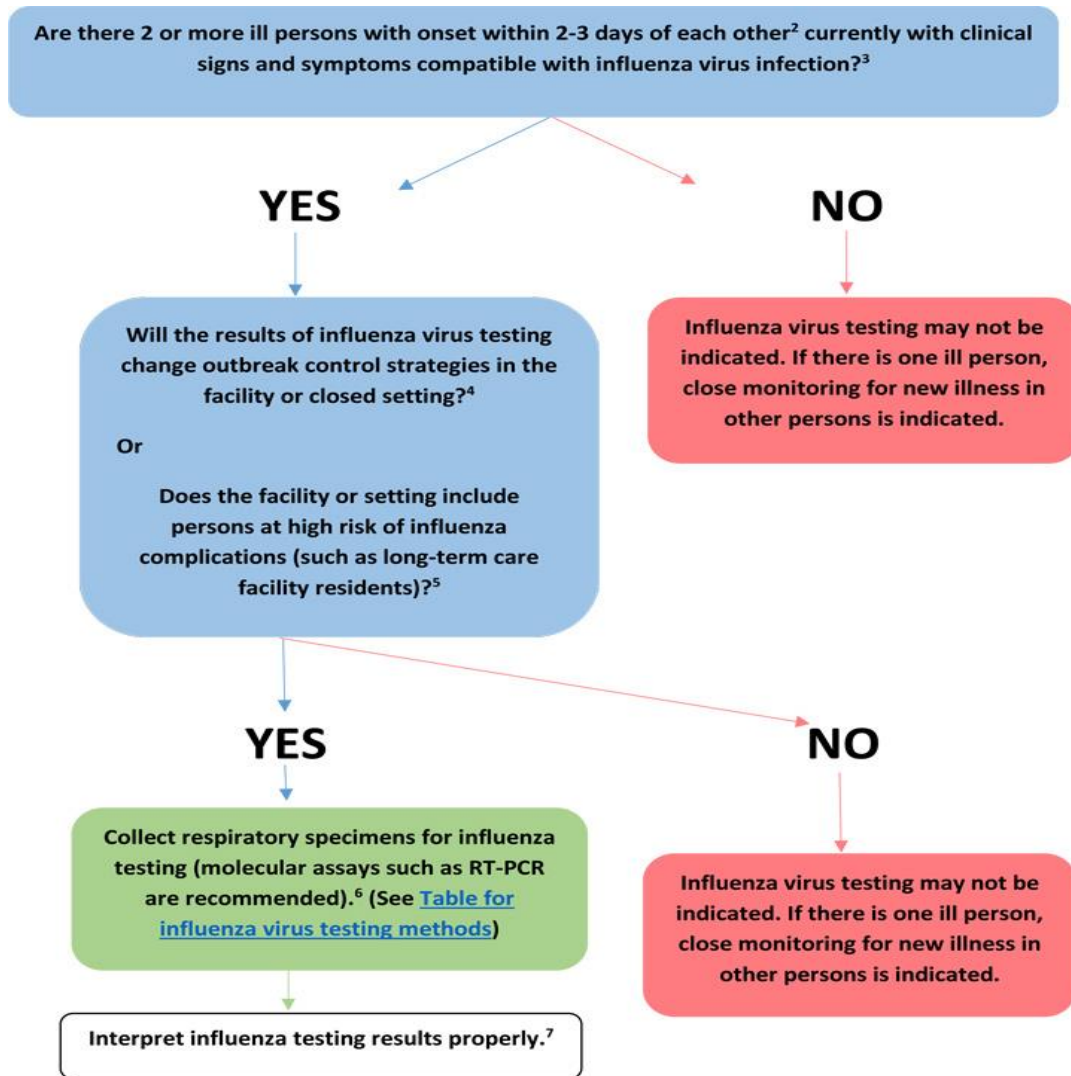 Are there 2 or more ill persons with onset within 2-3 days of each other² currently with clinical
signs and symptoms compatible with influenza virus infection?³
YES
NO
Will the results of influenza virus testing
change outbreak control strategies in the
facility or closed setting?⁴
Or
Does the facility or setting include
persons at high risk of influenza
complications (such as long-term care
facility residents)?⁵
Influenza virus testing may not be
indicated. If there is one ill person,
close monitoring for new illness in
other persons is indicated.
YES
NO
Collect respiratory specimens for influenza
testing (molecular assays such as RT-PCR
are recommended).⁶ (See Table for
influenza virus testing methods)
Influenza virus testing may not be
indicated. If there is one ill person,
close monitoring for new illness in
other persons is indicated.
Interpret influenza testing results properly.⁷